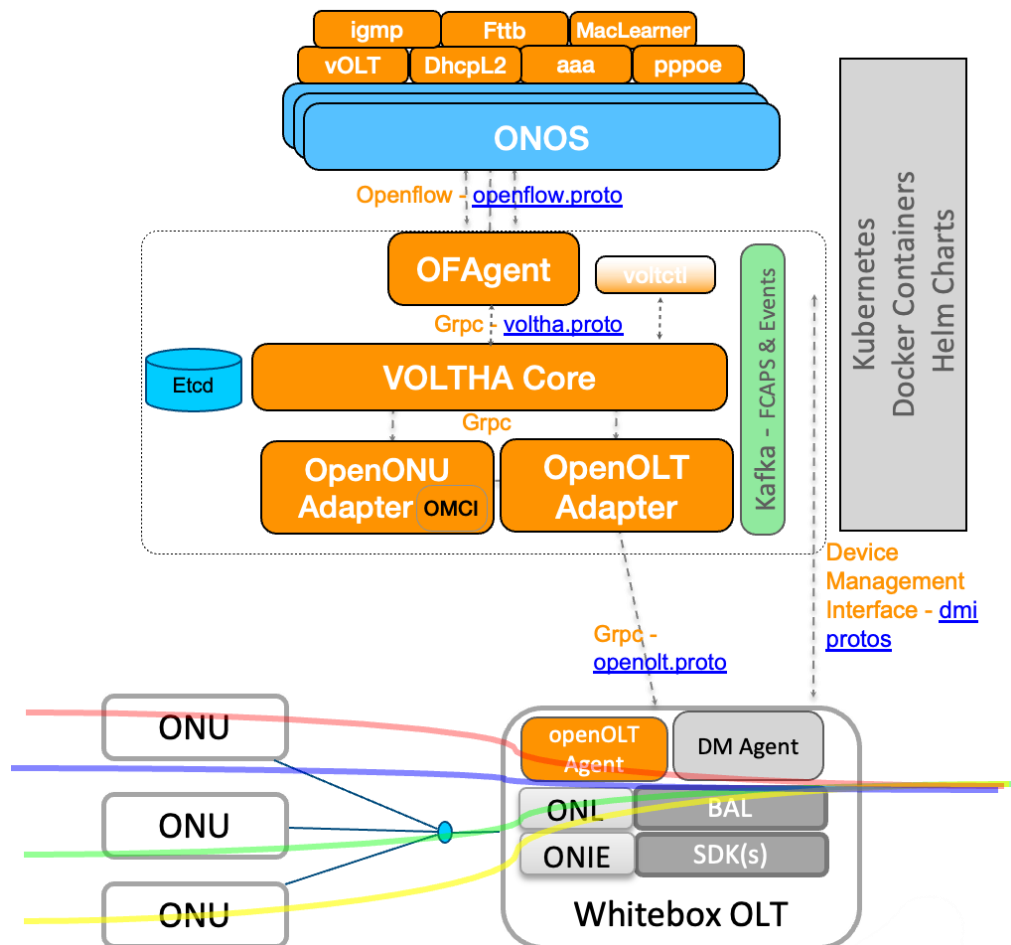 igmp
Fttb
MacLearner
vOLT
DhcpL2
aaa
pppoe
ONOS
Openflow - openflow.proto
OFAgent
voltctl
Grpc - voltha.proto
Etcd
VOLTHA Core
Grpc
OpenONU
Adapter
OMCI
OpenOLT
Adapter
Kafka - FCAPS & Events
Kubernetes
Docker Containers
Helm Charts
Device
Management
Interface - dmi
protos
Grpc -
openolt.proto
ONU
ONU
ONU
openOLT
Agent
DM Agent
ONL
BAL
ONIE
SDK(s)
Whitebox OLT